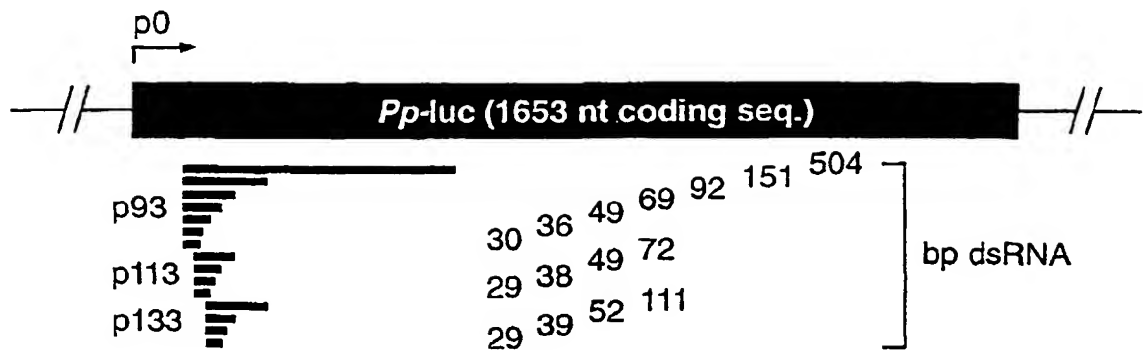 p0
Pp-luc (1653 nt coding seq.)
504
151
92
69
49
36
30
p93
72
49
38
29
p113
111
52
39
29
p133
bp dsRNA